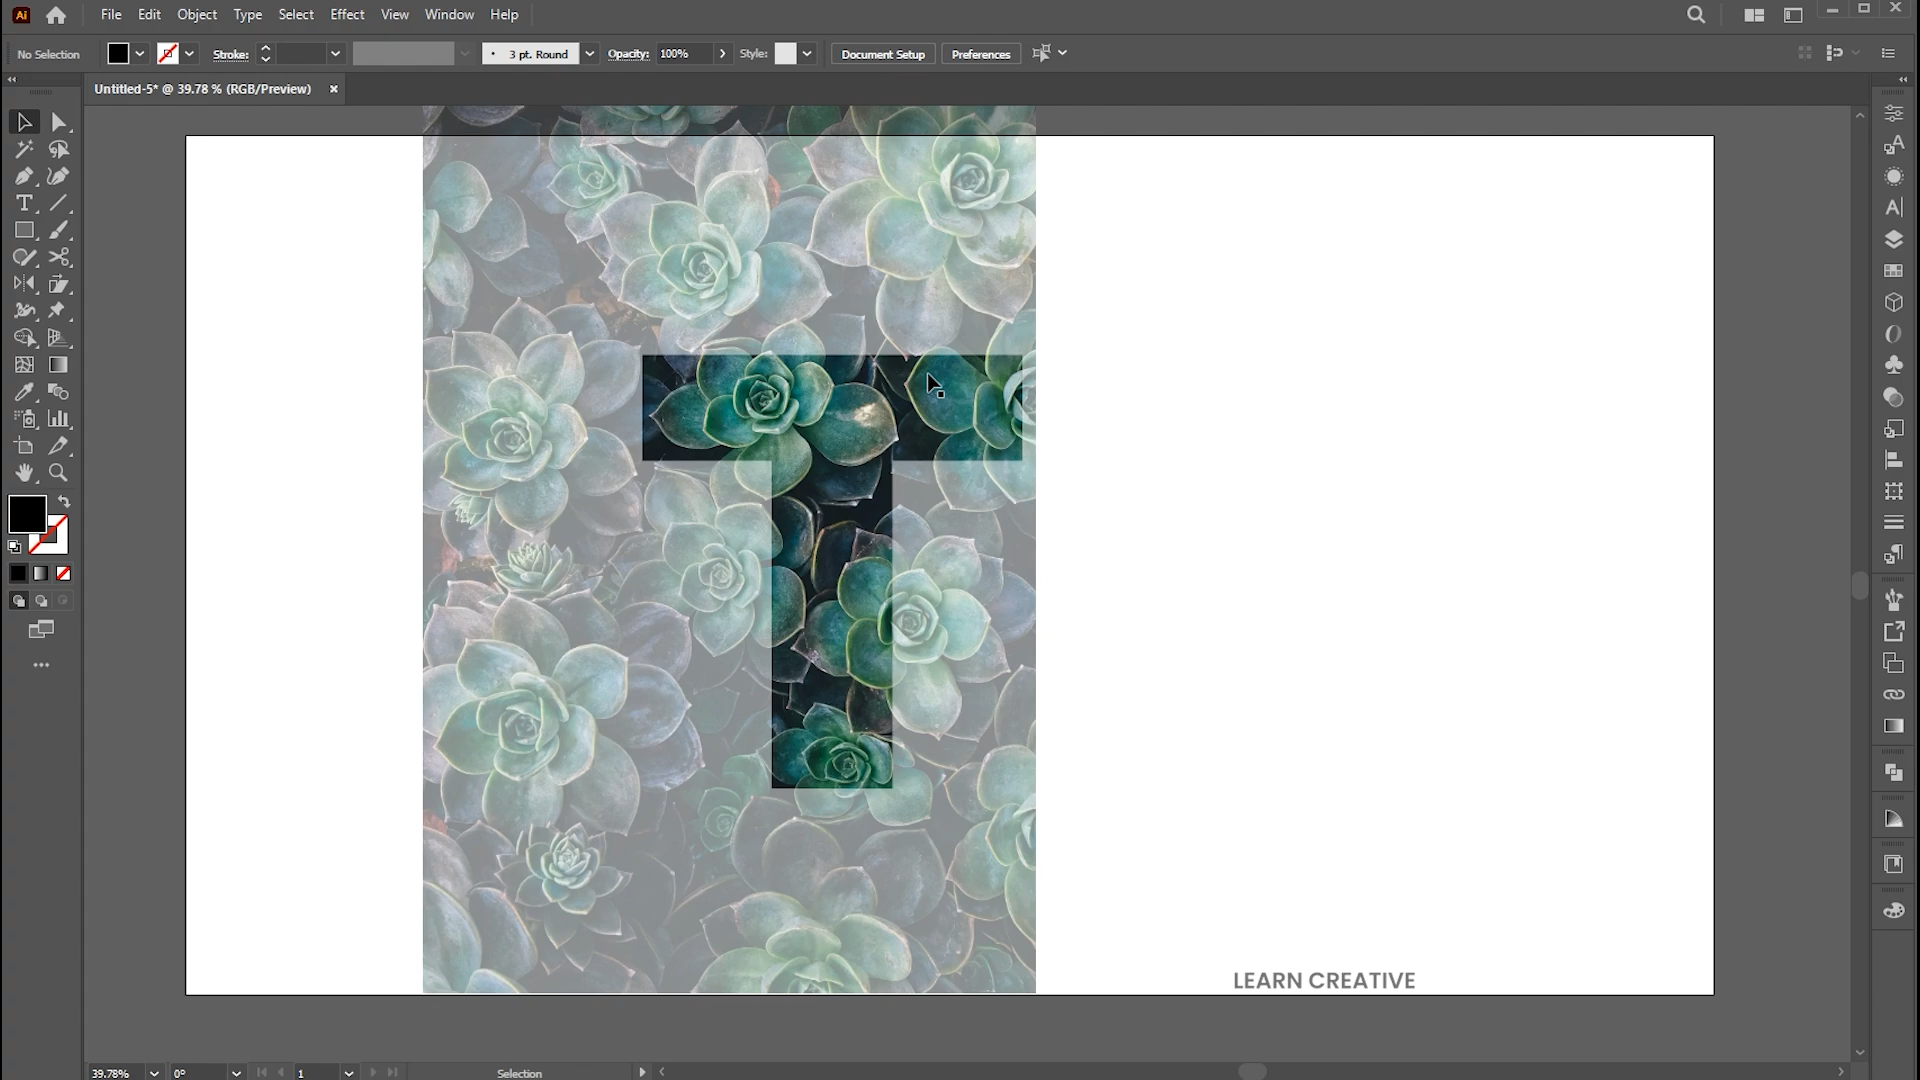 Ai File Edit Object Type Select Effect View Window Help
No Selection Stroke: • 3 pt. Round Opacity: 100% Style: Document Setup Preferences
Untitled-5* @ 39.78 % (RGB/Preview) ×
T
LEARN CREATIVE
39.78% 0° 1 Selection